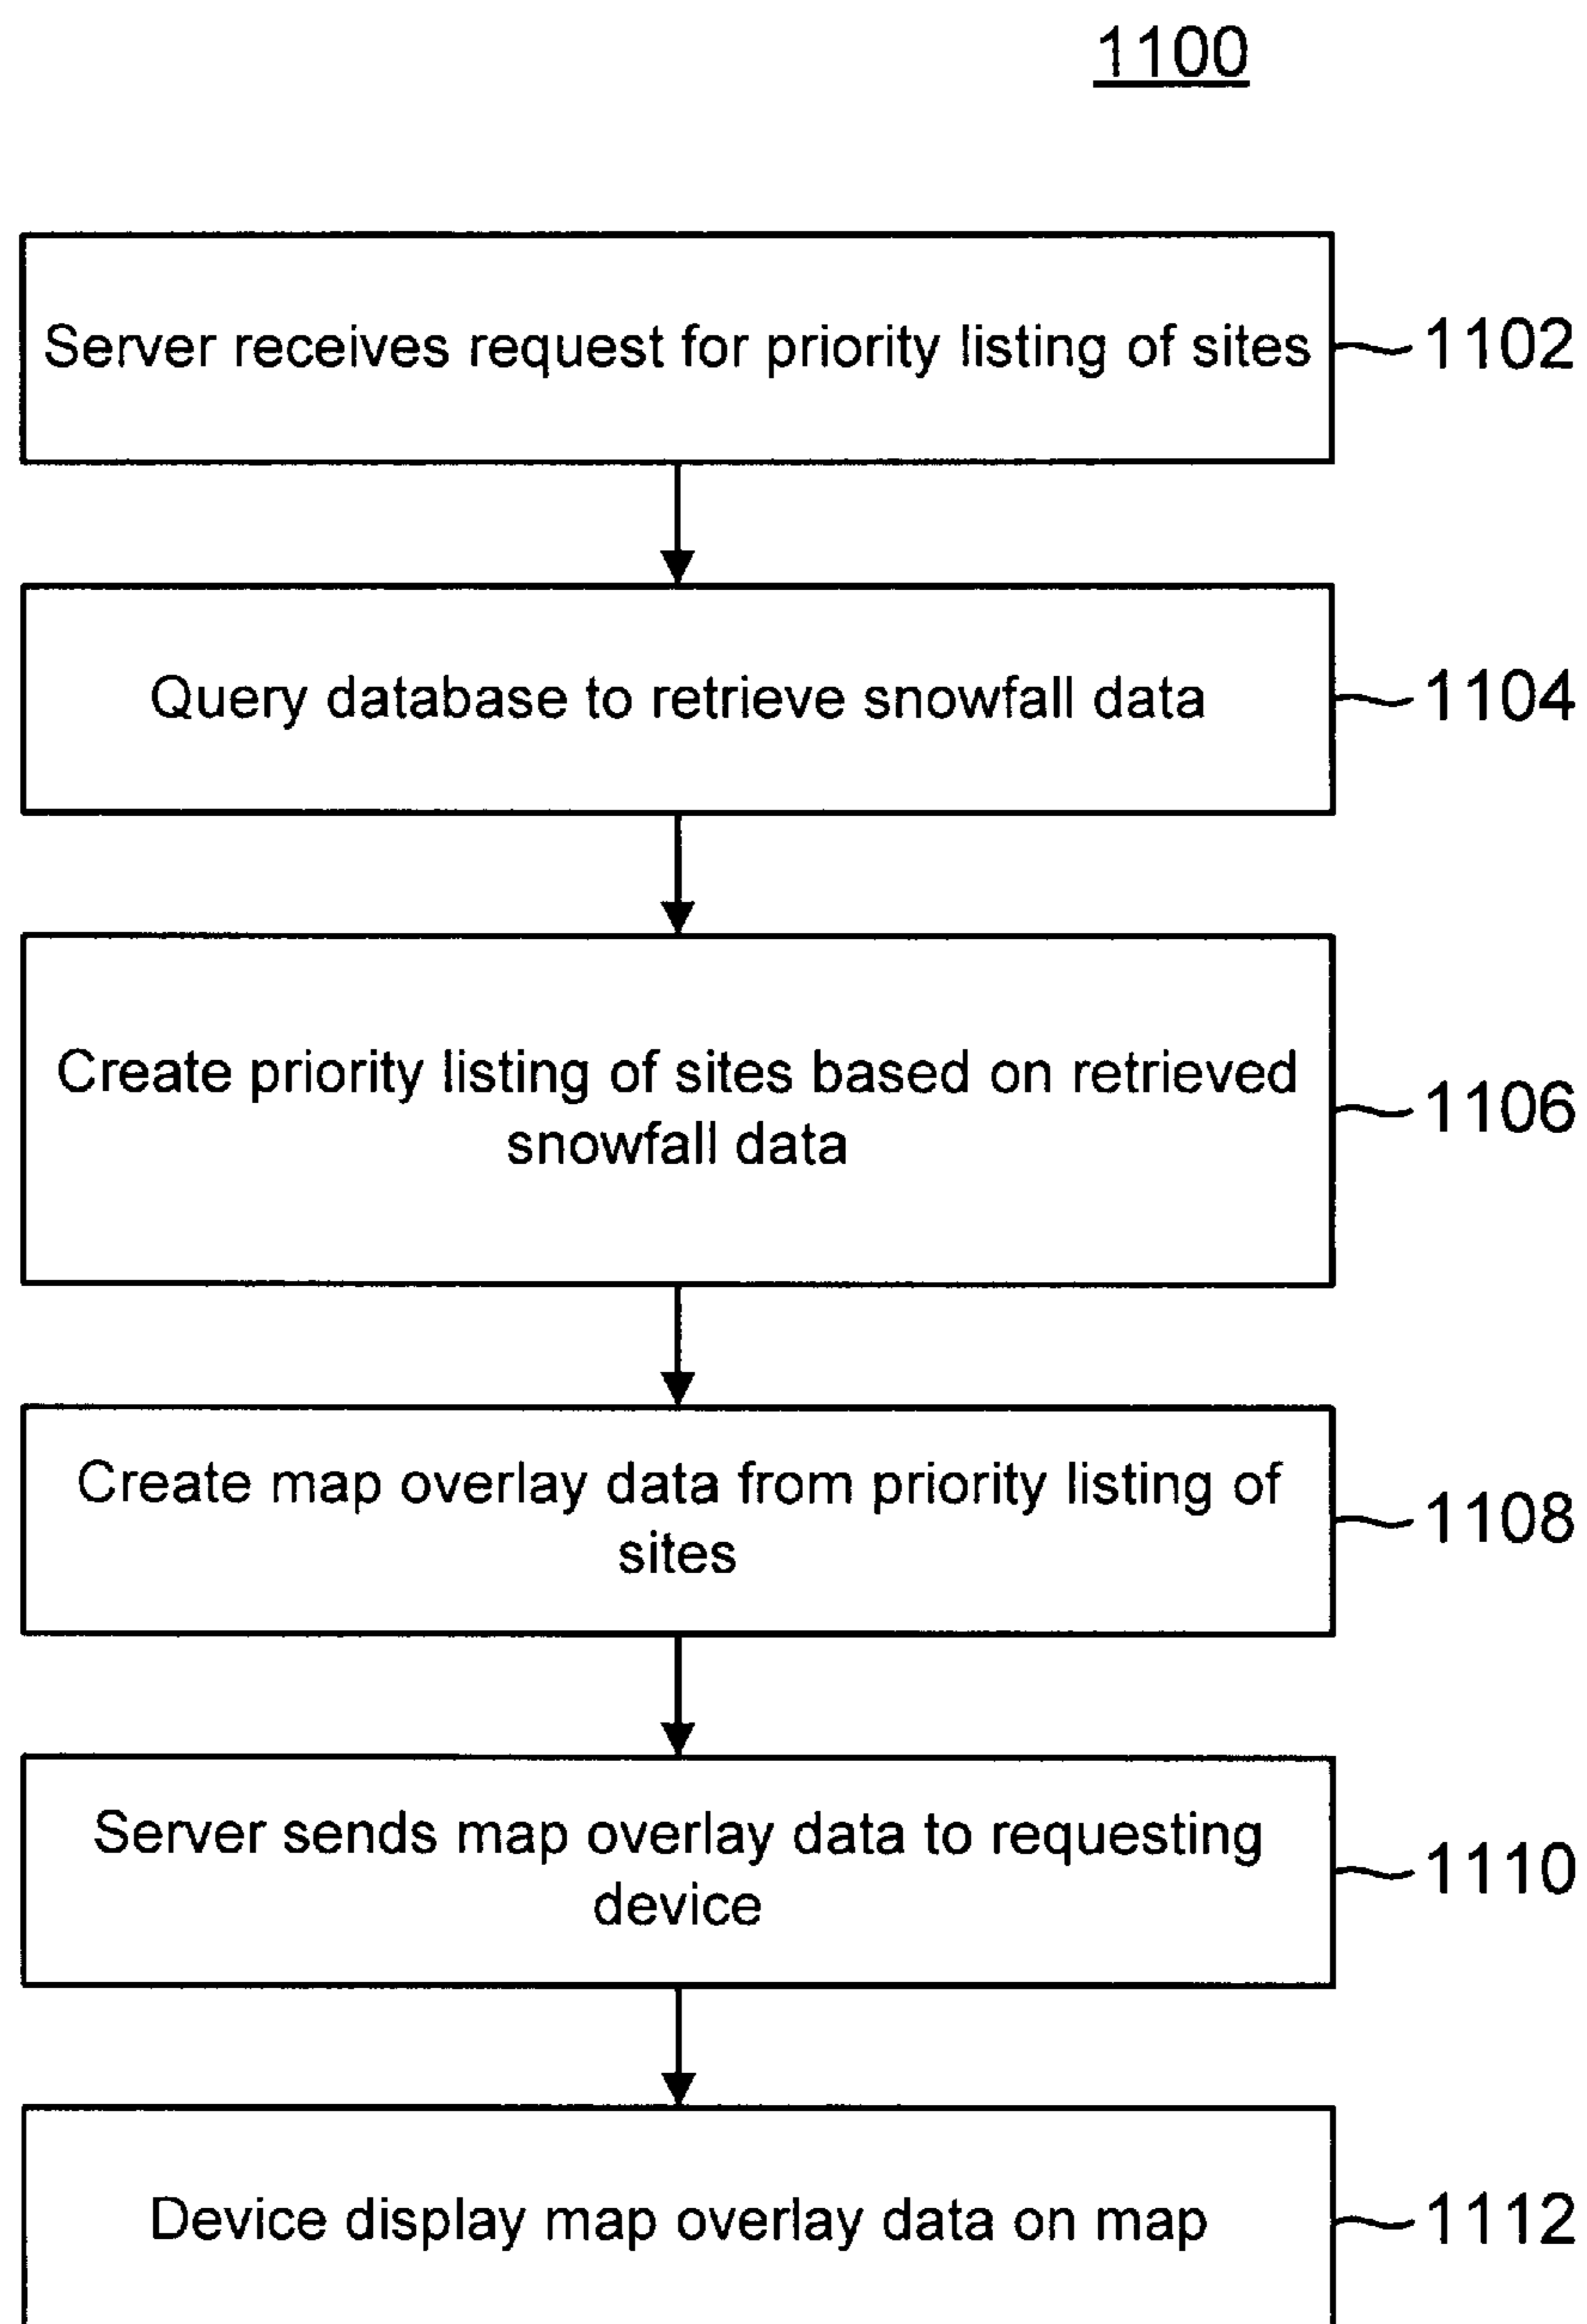 1100
Server receives request for priority listing of sites
1102
Query database to retrieve snowfall data
1104
Create priority listing of sites based on retrieved
snowfall data
1106
Create map overlay data from priority listing of
sites
1108
Server sends map overlay data to requesting
device
1110
Device display map overlay data on map
1112